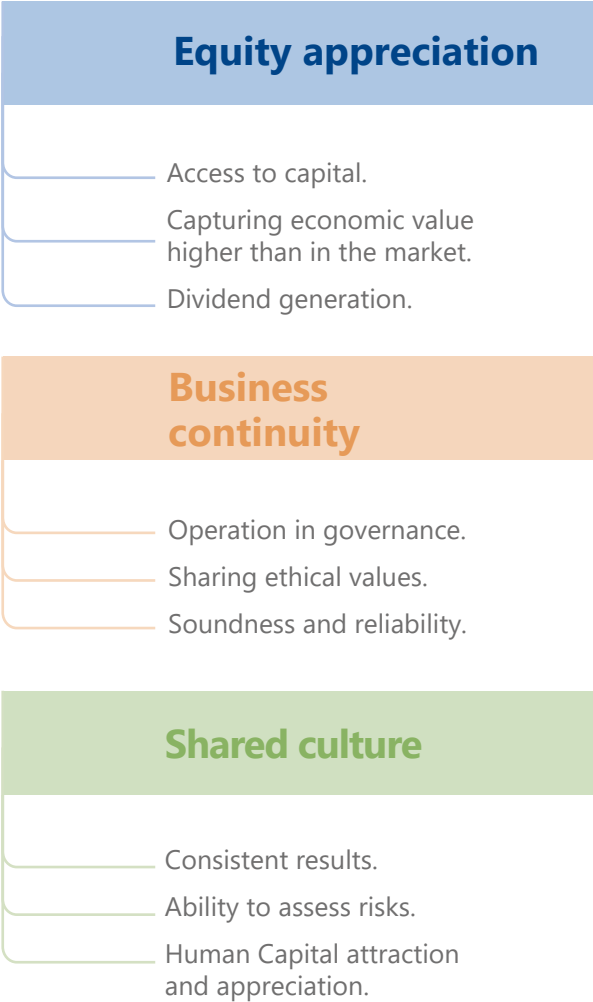 Equity appreciation
Access to capital.
Capturing economic value
higher than in the market.
Dividend generation.
Business
continuity
Operation in governance.
Sharing ethical values.
Soundness and reliability.
Shared culture
Consistent results.
Ability to assess risks.
Human Capital attraction
and appreciation.